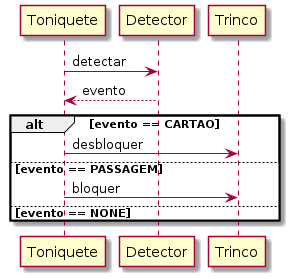 Toniquete Detector Trinco
detectar
evento
alt [evento == CARTAO]
desbloquer
[evento == PASSAGEM]
bloquer
[evento == NONE]
Toniquete Detector Trinco